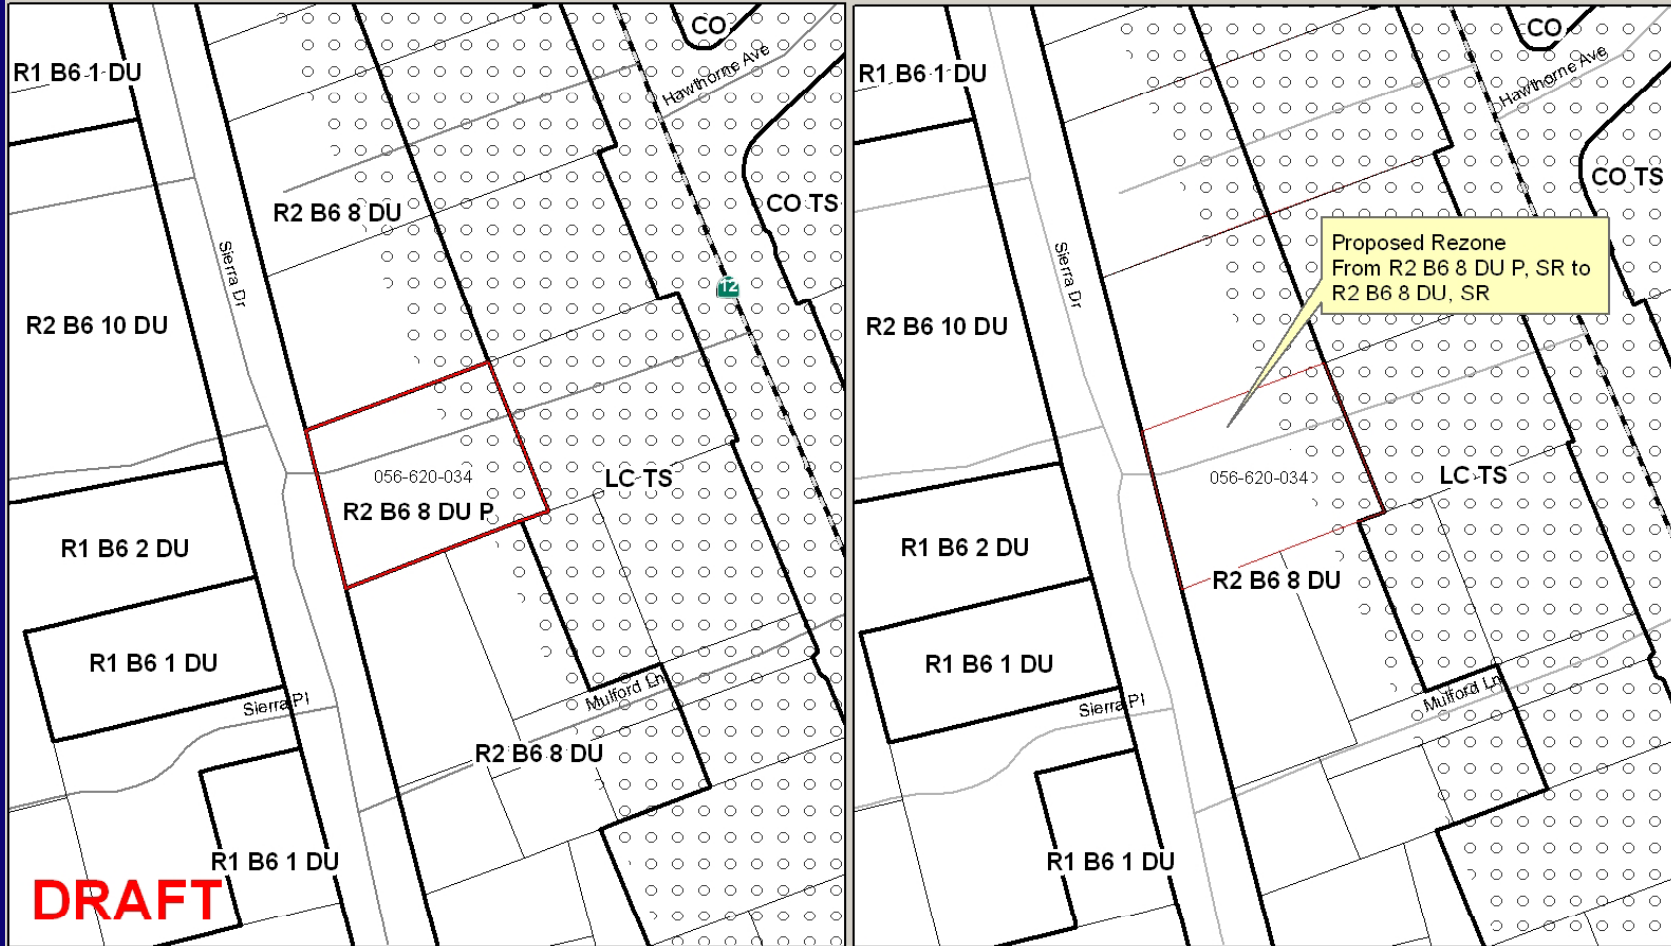 CO
Hawthorne Ave
R1 B6 1 DU
CO TS
R2 B6 8 DU
Sierra Dr
12
R2 B6 10 DU
056-620-034
LC TS
R2 B6 8 DU P
R1 B6 2 DU
R1 B6 1 DU
Mulford Ln
Sierra Pl
R2 B6 8 DU
R1 B6 1 DU
DRAFT
CO
Hawthorne Ave
R1 B6 1 DU
CO TS
Proposed Rezone
From R2 B6 8 DU P, SR to
R2 B6 8 DU, SR
Sierra Dr
R2 B6 10 DU
056-620-034
LC TS
R1 B6 2 DU
R2 B6 8 DU
R1 B6 1 DU
Mulford Ln
Sierra Pl
R1 B6 1 DU